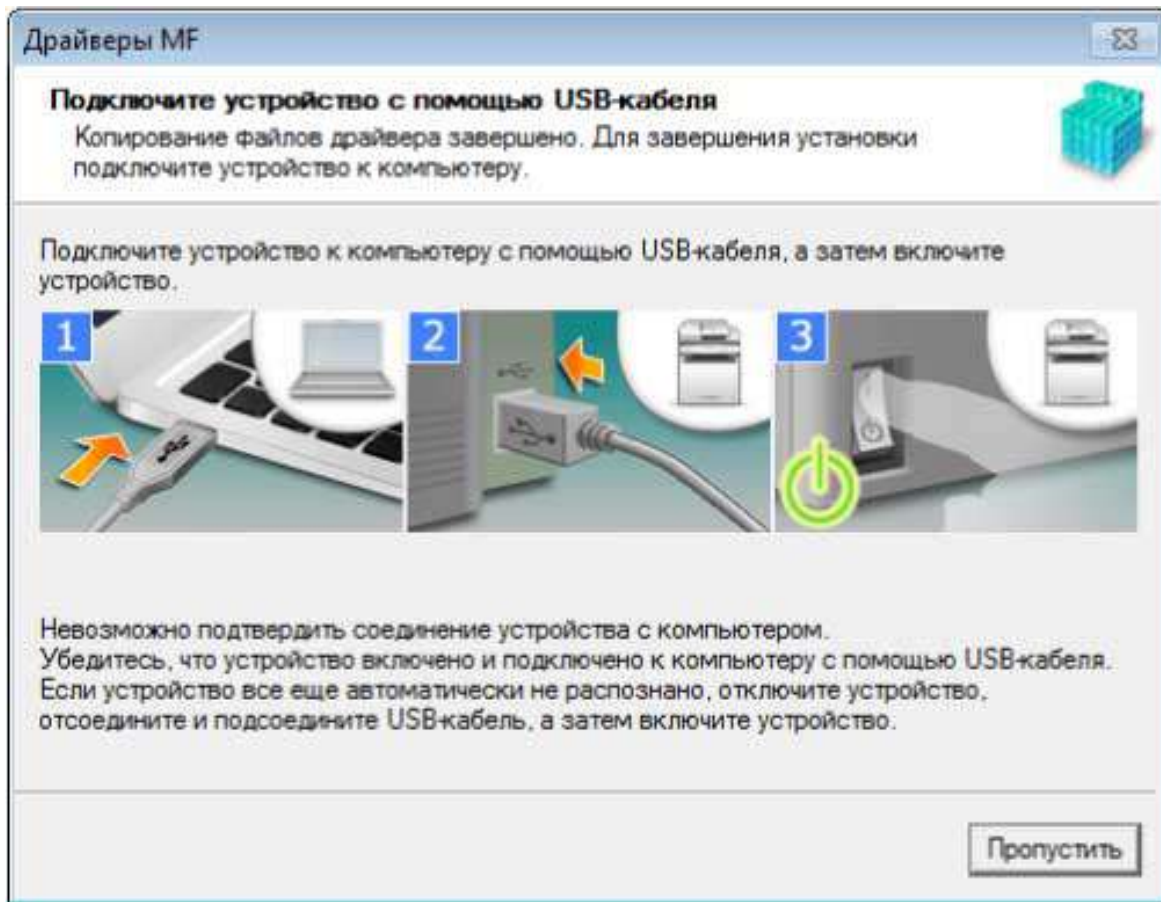 Драйверы MF
Подключите устройство с помощью USB-кабеля
Копирование файлов драйвера завершено. Для завершения установки
подключите устройство к компьютеру.
Подключите устройство к компьютеру с помощью USB-кабеля, а затем включите
устройство.
1
2
3
Невозможно подтвердить соединение устройства с компьютером.
Убедитесь, что устройство включено и подключено к компьютеру с помощью USB-кабеля.
Если устройство все еще автоматически не распознано, отключите устройство,
отсоедините и подсоедините USB-кабель, а затем включите устройство.
Пропустить